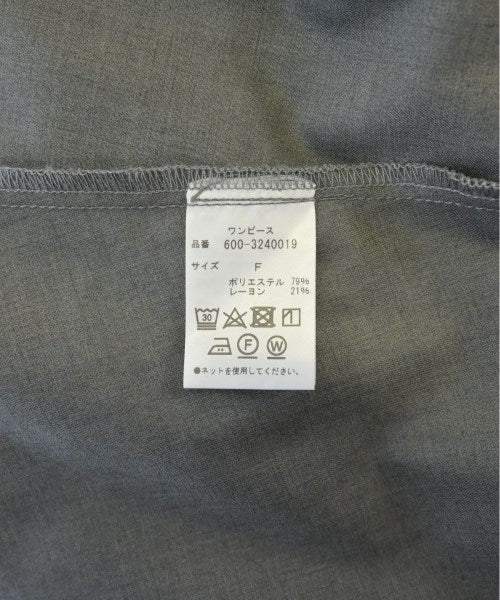 ワンピース
品番 600-3240019
サイズ F
ポリエステル 79%
レーヨン 21%
30
F W
●ネットを使用してください。